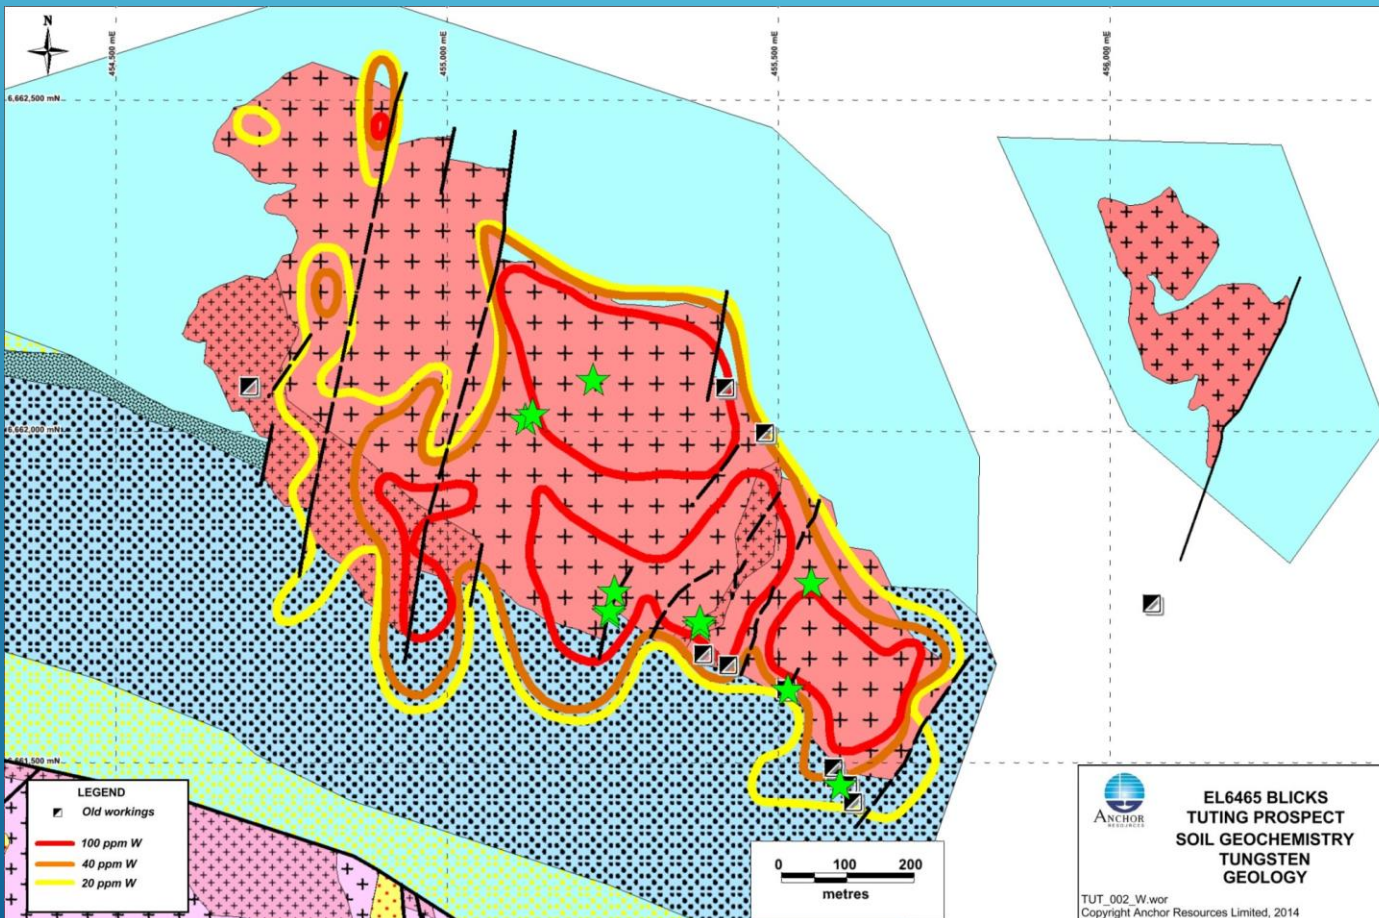 N
454,500 mE
455,000 mE
455,500 mE
456,000 mE
6,662,500 mN
6,662,000 mN
6,661,500 mN
LEGEND
Old workings
100 ppm W
40 ppm W
20 ppm W
0 100 200
metres
ANCHOR
RESOURCES
EL6465 BLICKS
TUTING PROSPECT
SOIL GEOCHEMISTRY
TUNGSTEN
GEOLOGY
TUT_002_W.wor
Copyright Anchor Resources Limited, 2014